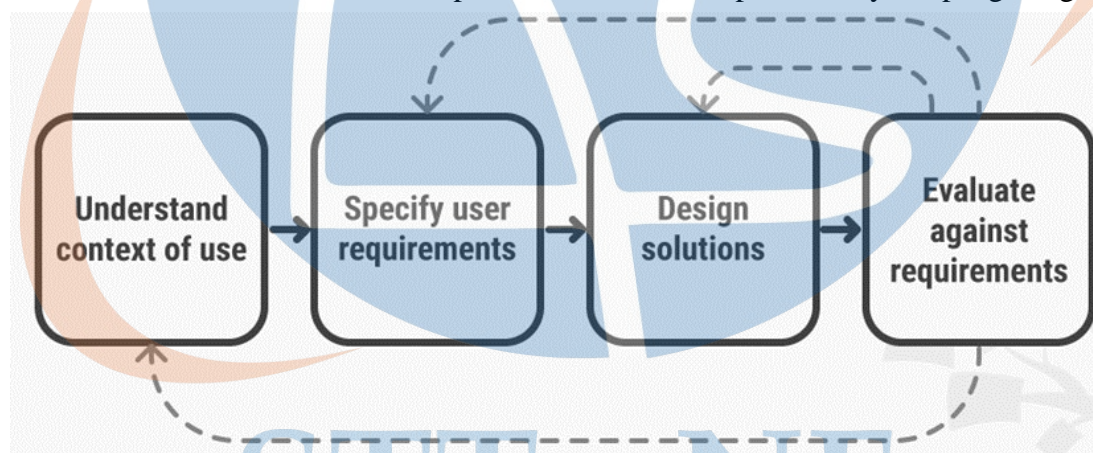 Understand
context of use
Specify user
requirements
Design
solutions
Evaluate
against
requirements